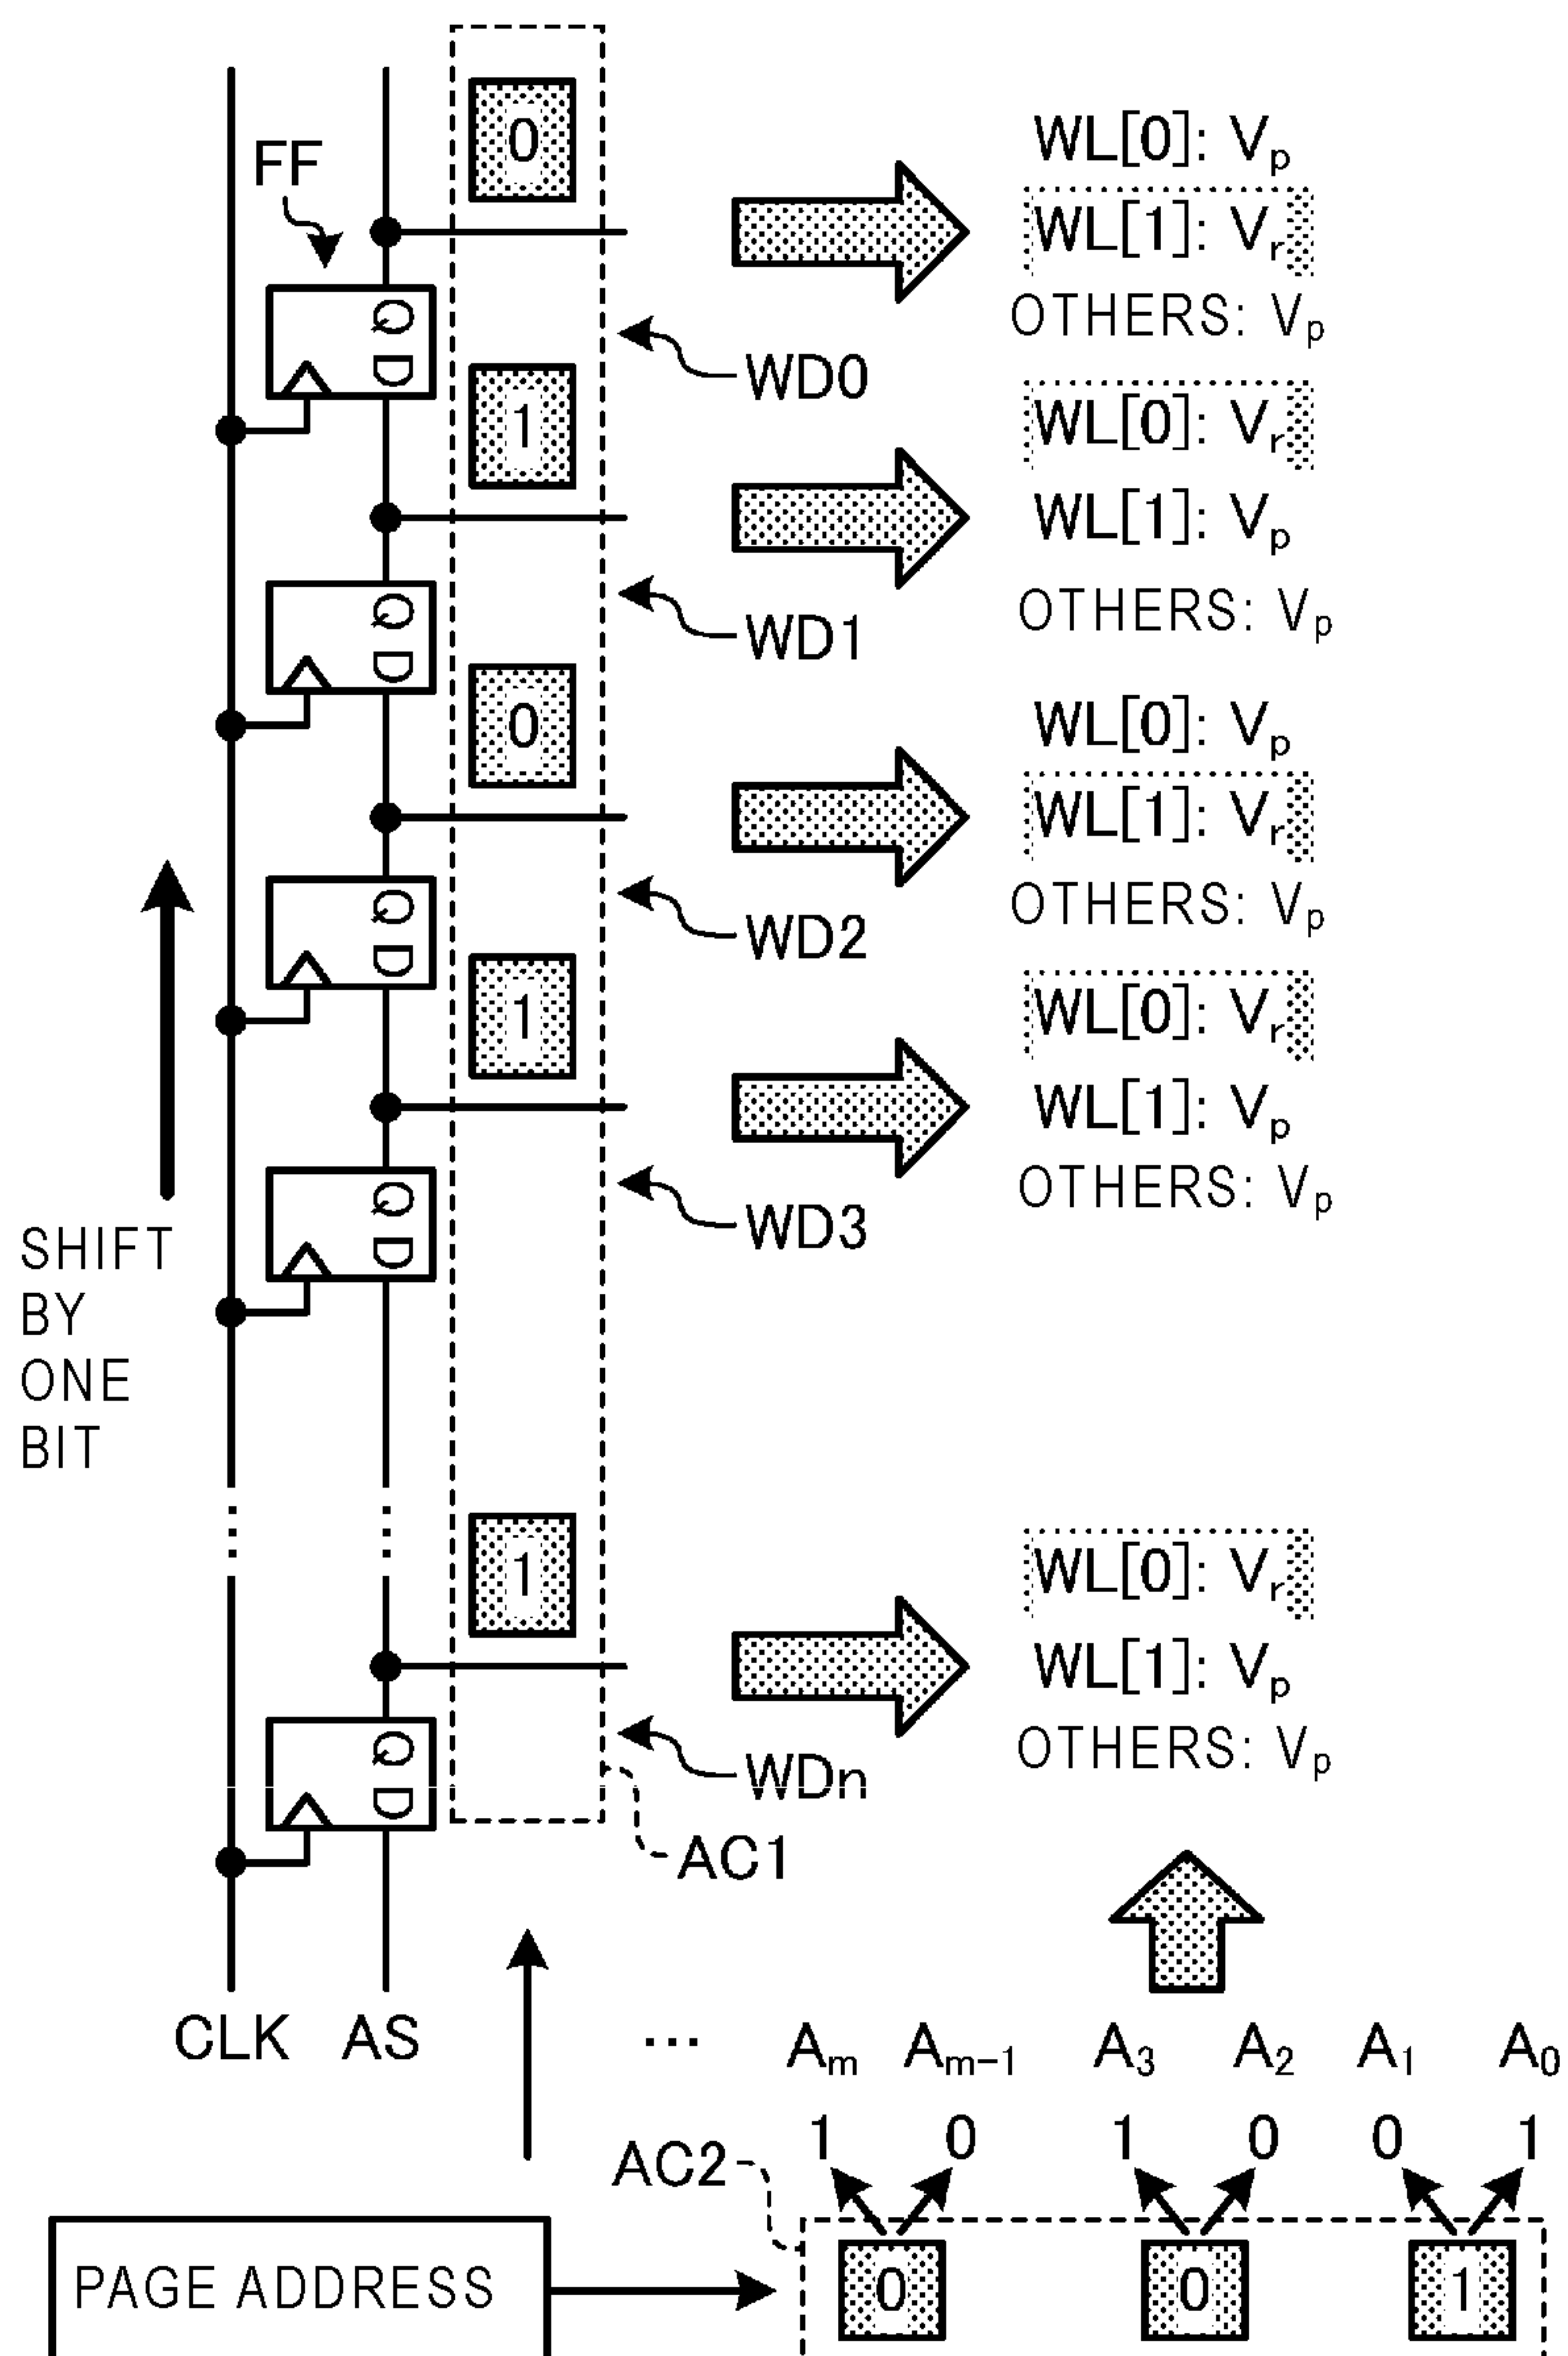 0
FF
WL[0]: Vp
WL[1]: Vr
OTHERS: Vp
Q D
WD0
1
WL[0]: Vr
WL[1]: Vp
OTHERS: Vp
Q D
WD1
0
WL[0]: Vp
WL[1]: Vr
OTHERS: Vp
Q D
WD2
1
WL[0]: Vr
WL[1]: Vp
OTHERS: Vp
Q D
WD3
SHIFT
BY
ONE
BIT
...
...
1
WL[0]: Vr
WL[1]: Vp
OTHERS: Vp
Q D
WDn
AC1
CLK AS
... Am Am-1 A3 A2 A1 A0
1 0 1 0 0 1
AC2
PAGE ADDRESS
0 0 1